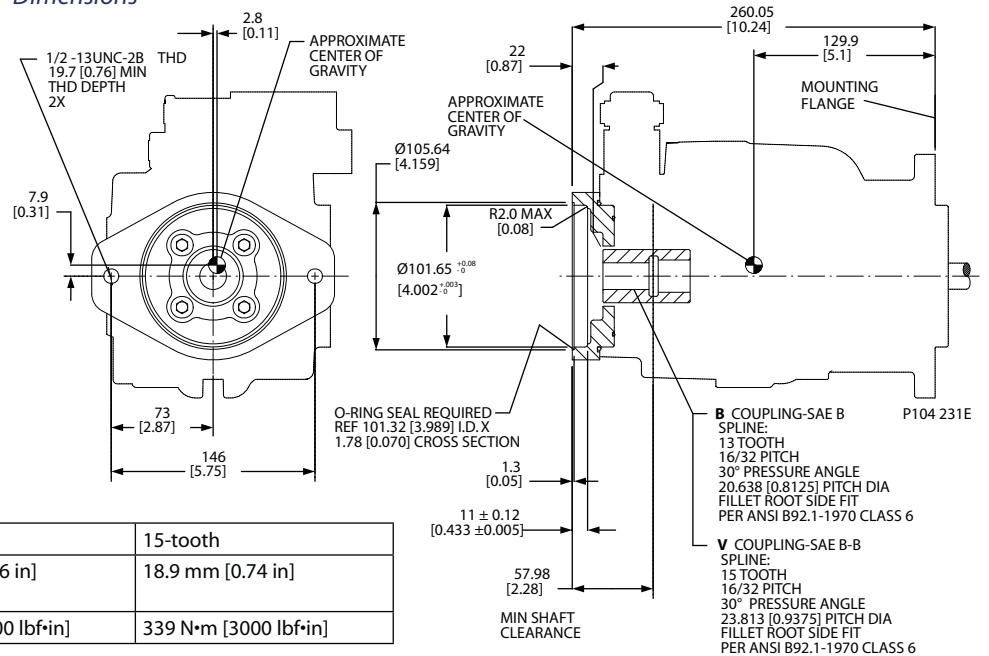 Dimensions
2.8
[0.11]
1/2 -13UNC-2B THD
19.7 [0.76] MIN
THD DEPTH
2X
APPROXIMATE
CENTER OF
GRAVITY
7.9
[0.31]
73
[2.87]
146
[5.75]
260.05
[10.24]
129.9
[5.1]
22
[0.87]
MOUNTING
FLANGE
APPROXIMATE
CENTER OF
GRAVITY
Ø105.64
[4.159]
R2.0 MAX
[0.08]
Ø101.65 +0.08 -0
[4.002 +.003 -0]
O-RING SEAL REQUIRED
REF 101.32 [3.989] I.D. X
1.78 [0.070] CROSS SECTION
1.3
[0.05]
11 ± 0.12
[0.433 ±0.005]
57.98
[2.28]
MIN SHAFT
CLEARANCE
B COUPLING-SAE B
SPLINE:
13 TOOTH
16/32 PITCH
30° PRESSURE ANGLE
20.638 [0.8125] PITCH DIA
FILLET ROOT SIDE FIT
PER ANSI B92.1-1970 CLASS 6
P104 231E
V COUPLING-SAE B-B
SPLINE:
15 TOOTH
16/32 PITCH
30° PRESSURE ANGLE
23.813 [0.9375] PITCH DIA
FILLET ROOT SIDE FIT
PER ANSI B92.1-1970 CLASS 6
15-tooth
6 in] 18.9 mm [0.74 in]
00 lbf•in] 339 N•m [3000 lbf•in]